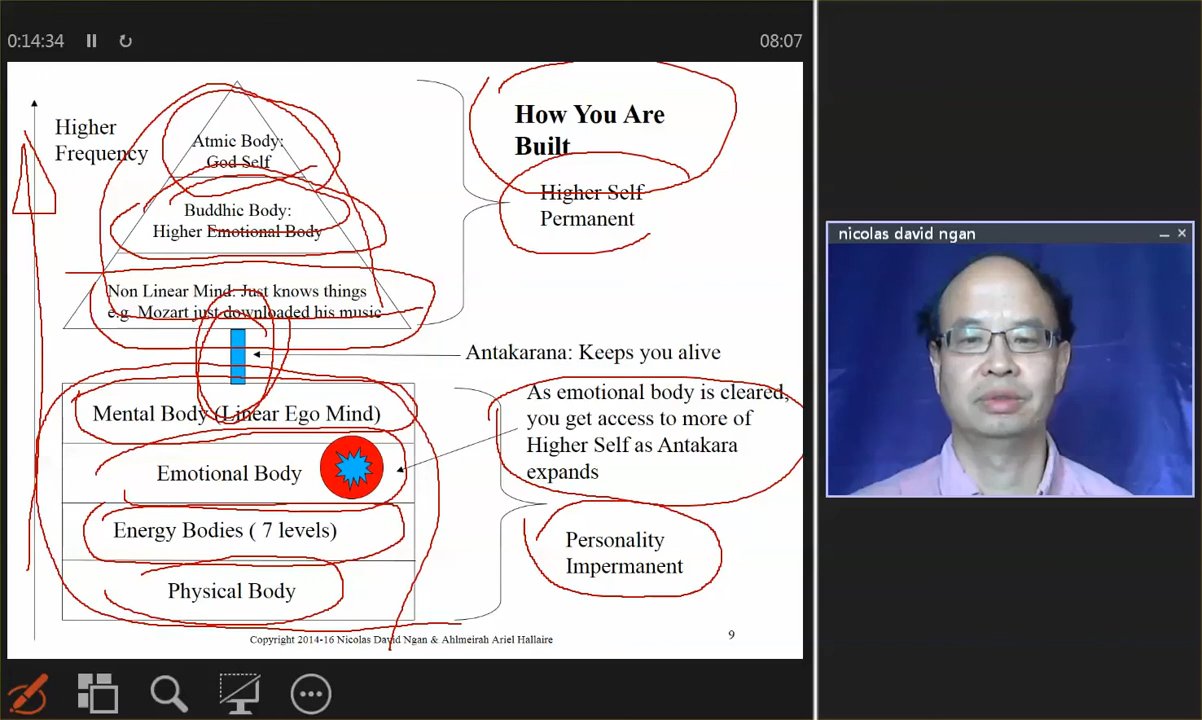 0:14:34
08:07
How You Are
Built
Higher
Frequency
Atmic Body:
God Self
Higher Self
Permanent
Buddhic Body:
Higher Emotional Body
Non Linear Mind: Just knows things
e.g. Mozart just downloaded his music
Antakarana: Keeps you alive
Mental Body (Linear Ego Mind)
As emotional body is cleared,
you get access to more of
Higher Self as Antakara
expands
Emotional Body
Energy Bodies ( 7 levels)
Personality
Impermanent
Physical Body
Copyright 2014-16 Nicolas David Ngan & Ahlmeirah Ariel Hallaire
9
nicolas david ngan